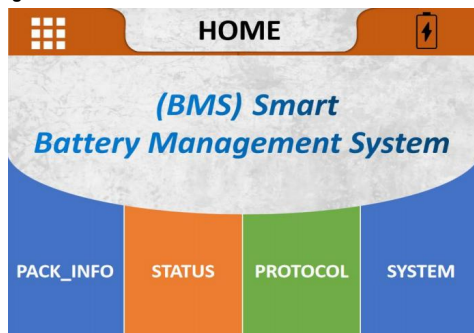 HOME
(BMS) Smart
Battery Management System
PACK_INFO STATUS PROTOCOL SYSTEM